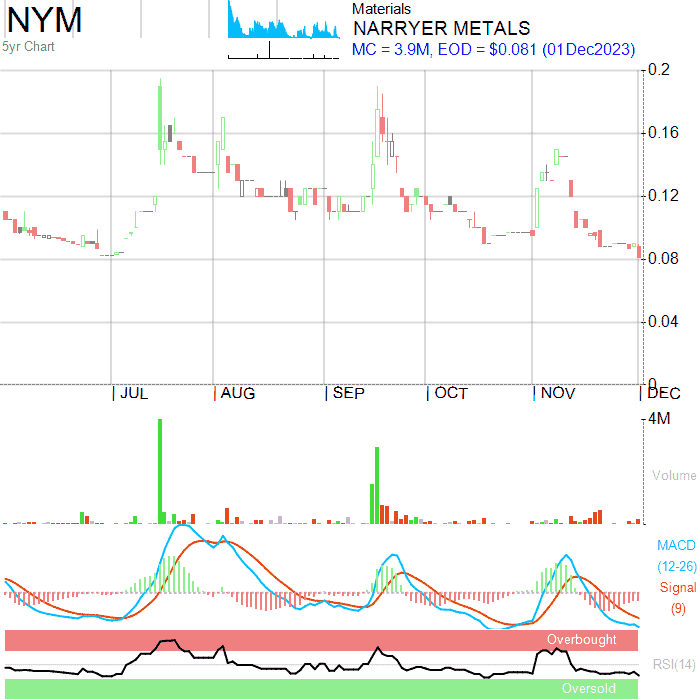 NYM
5yr Chart
Materials
NARRYER METALS
MC = 3.9M, EOD = $0.081 (01Dec2023)
0.2
0.16
0.12
0.08
0.04
0
JUL AUG SEP OCT NOV DEC
4M
Volume
MACD
(12-26)
Signal
(9)
Overbought
RSI(14)
Oversold